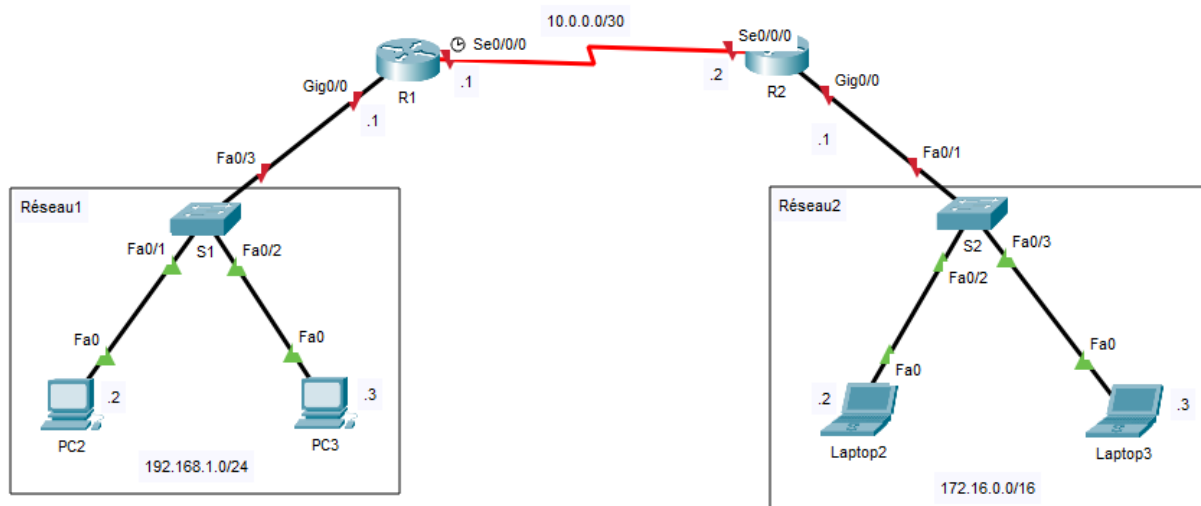 10.0.0.0/30
Se0/0/0
Se0/0/0
.1
.2
R1
R2
Gig0/0
Gig0/0
.1
.1
Fa0/3
Fa0/1
Réseau1
Réseau2
S1
S2
Fa0/1
Fa0/2
Fa0/2
Fa0/3
Fa0
Fa0
Fa0
Fa0
.2
.3
.2
.3
PC2
PC3
Laptop2
Laptop3
192.168.1.0/24
172.16.0.0/16